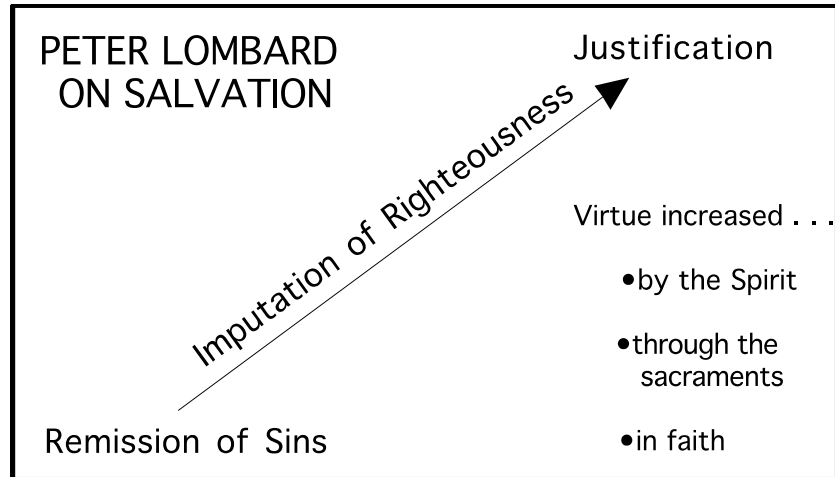 PETER LOMBARD
ON SALVATION
Justification
Imputation of Righteousness
Remission of Sins
Virtue increased . . .
•by the Spirit
•through the
sacraments
•in faith